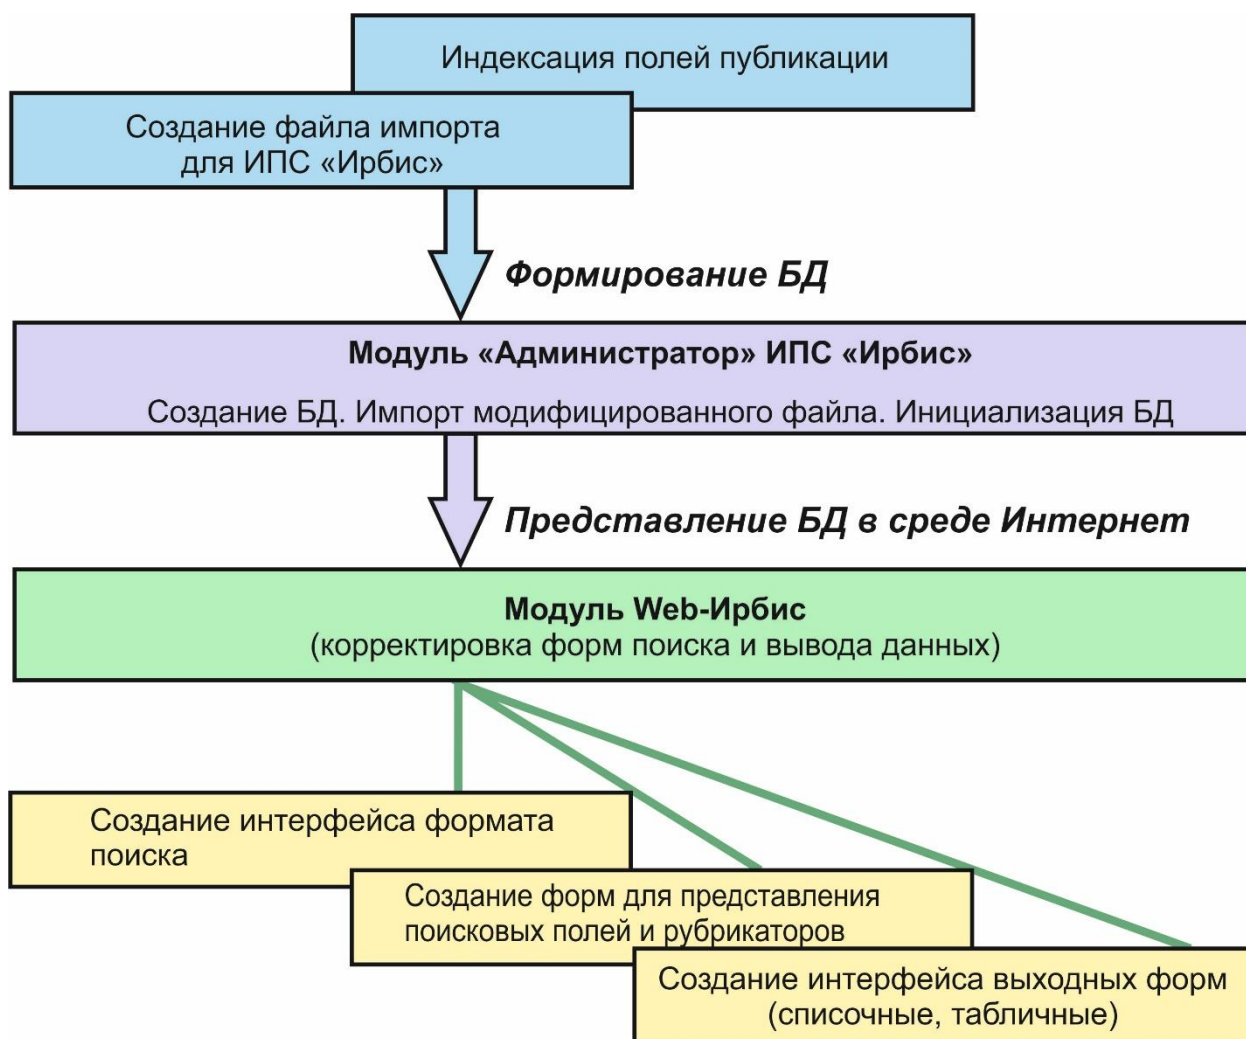 Индексация полей публикации
Создание файла импорта
для ИПС «Ирбис»
Формирование БД
Модуль «Администратор» ИПС «Ирбис»
Создание БД. Импорт модифицированного файла. Инициализация БД
Представление БД в среде Интернет
Модуль Web-Ирбис
(корректировка форм поиска и вывода данных)
Создание интерфейса формата
поиска
Создание форм для представления
поисковых полей и рубрикаторов
Создание интерфейса выходных форм
(списочные, табличные)